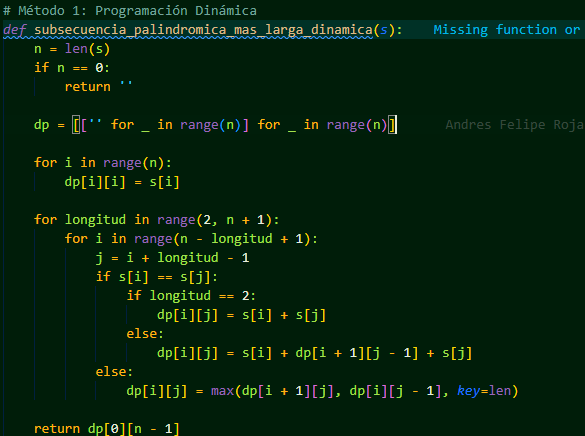 # Método 1: Programación Dinámica
def subsecuencia_palindromica_mas_larga_dinamica(s):     Missing function or
    n = len(s)
    if n == 0:
        return ''
    dp = [['' for _ in range(n)] for _ in range(n)]     Andres Felipe Roja
    for i in range(n):
        dp[i][i] = s[i]
    for longitud in range(2, n + 1):
        for i in range(n - longitud + 1):
            j = i + longitud - 1
            if s[i] == s[j]:
                if longitud == 2:
                    dp[i][j] = s[i] + s[j]
                else:
                    dp[i][j] = s[i] + dp[i + 1][j - 1] + s[j]
            else:
                dp[i][j] = max(dp[i + 1][j], dp[i][j - 1], key=len)
    return dp[0][n - 1]